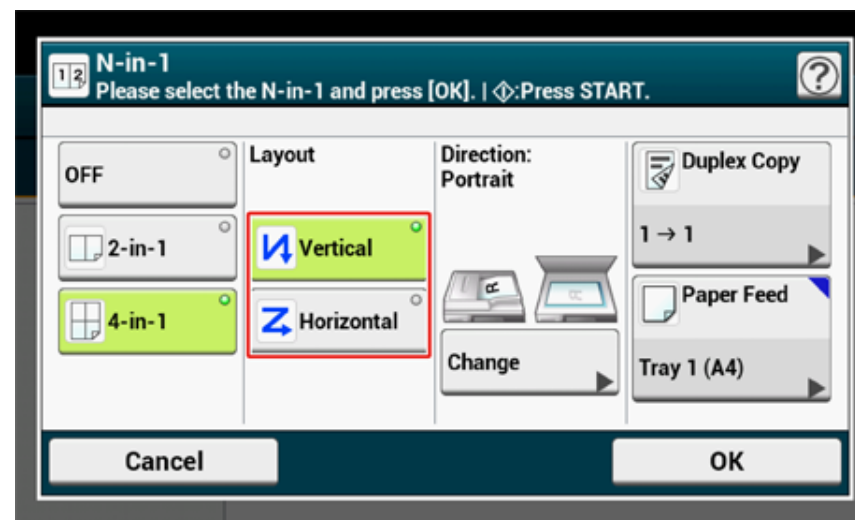 N-in-1
Please select the N-in-1 and press [OK]. | :Press START.
OFF
2-in-1
4-in-1
Layout
Vertical
Horizontal
Direction:
Portrait
Change
Duplex Copy
1 → 1
Paper Feed
Tray 1 (A4)
Cancel
OK